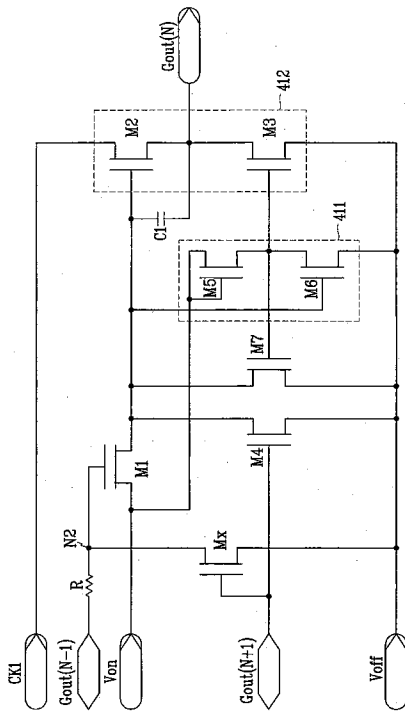 CK1
Gout(N-1)
Von
Gout(N+1)
Voff
R
N2
M1
Mx
M4
M7
M5
M6
411
C1
M2
M3
412
Gout(N)